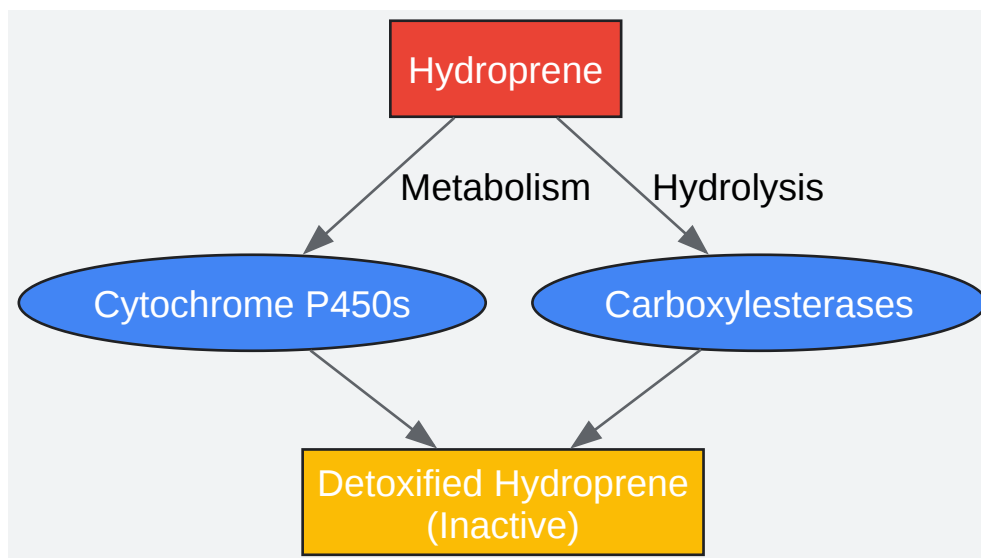 Hydroprene
Metabolism
Hydrolysis
Cytochrome P450s
Carboxylesterases
Detoxified Hydroprene
(Inactive)